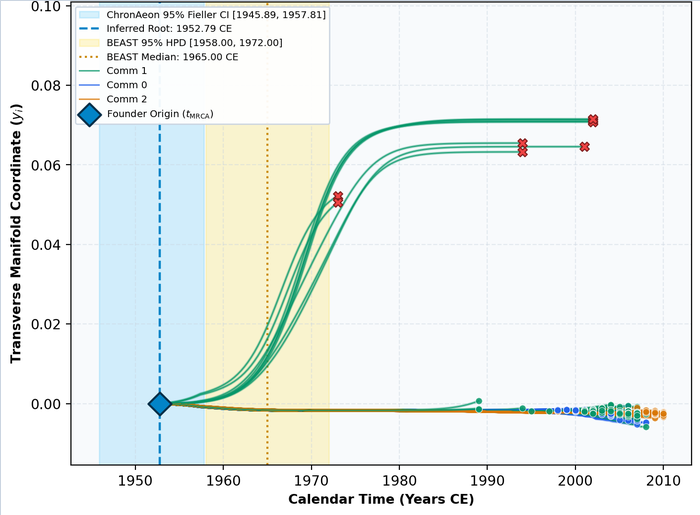 ChronAeon 95% Fieller CI [1945.89, 1957.81]
Inferred Root: 1952.79 CE
BEAST 95% HPD [1958.00, 1972.00]
BEAST Median: 1965.00 CE
Comm 1
Comm 0
Comm 2
Founder Origin (tMRCA)
Transverse Manifold Coordinate (yi)
0.10
0.08
0.06
0.04
0.02
0.00
1950 1960 1970 1980 1990 2000 2010
Calendar Time (Years CE)